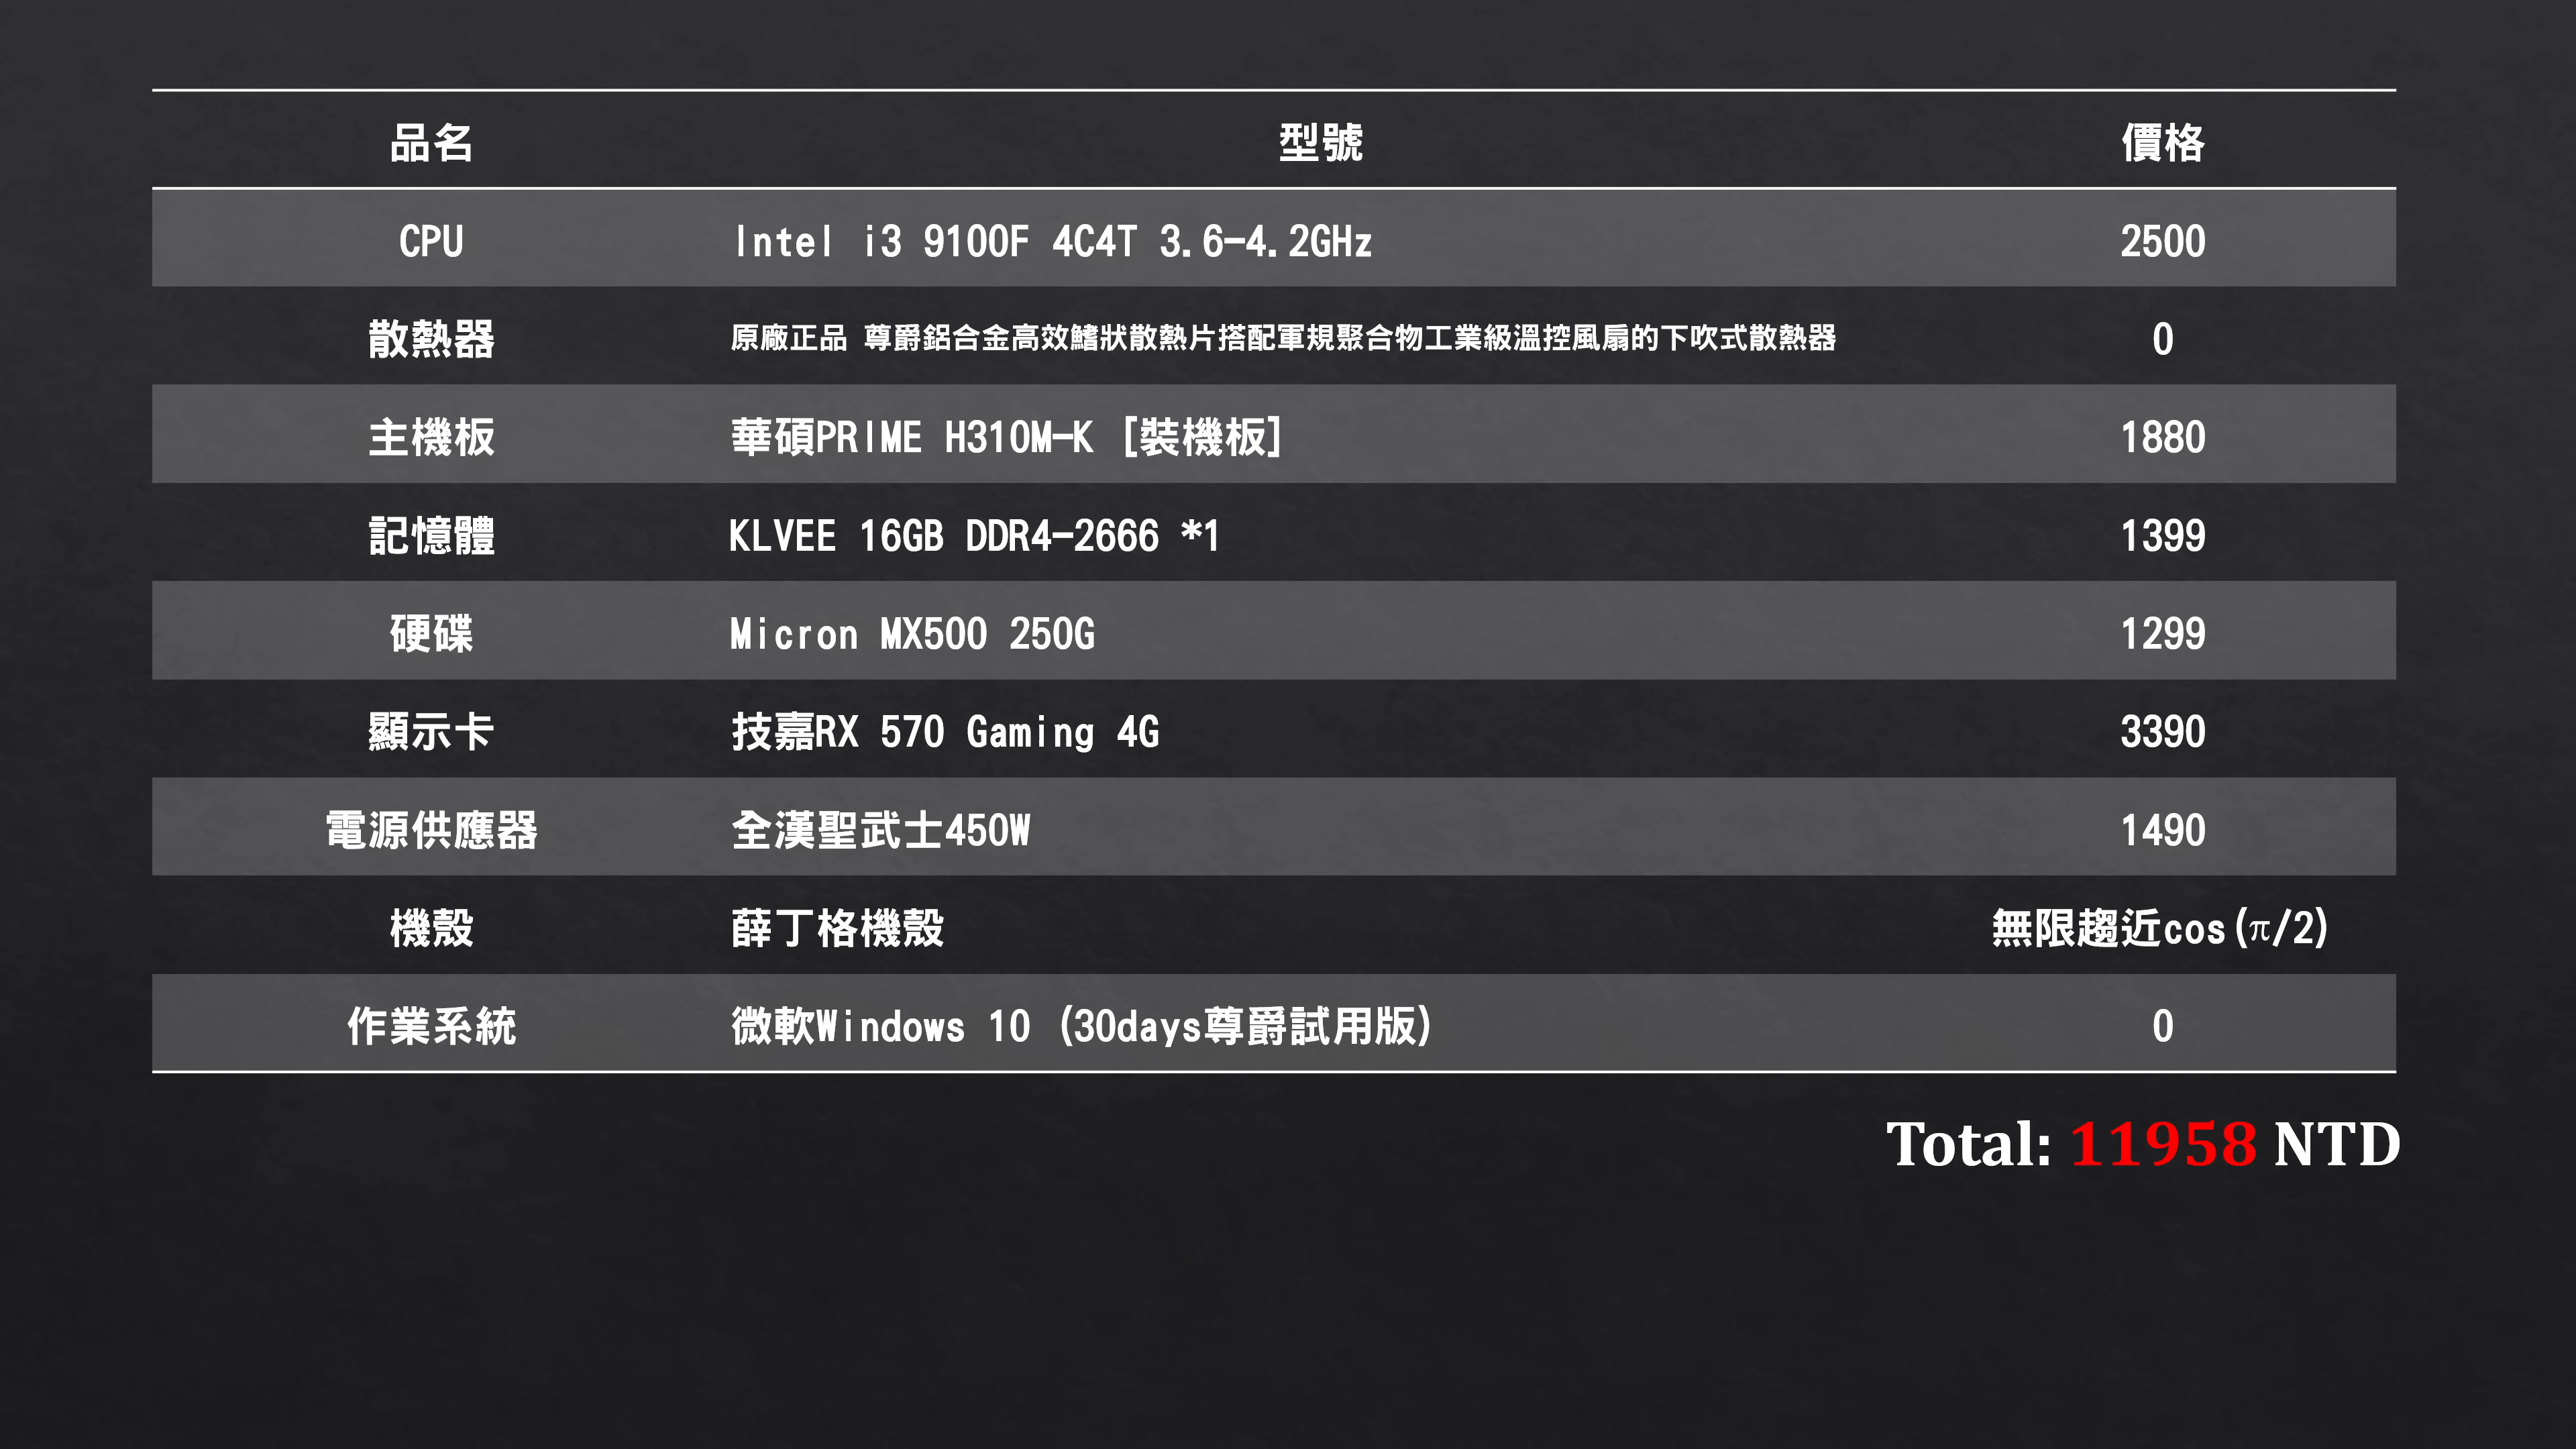 品名 型號 價格
CPU Intel i3 9100F 4C4T 3.6-4.2GHz 2500
散熱器 原廠正品 尊爵鋁合金高效鰭狀散熱片搭配軍規聚合物工業級溫控風扇的下吹式散熱器 0
主機板 華碩PRIME H310M-K [裝機板] 1880
記憶體 KLVEE 16GB DDR4-2666 *1 1399
硬碟 Micron MX500 250G 1299
顯示卡 技嘉RX 570 Gaming 4G 3390
電源供應器 全漢聖武士450W 1490
機殼 薛丁格機殼 無限趨近cos(π/2)
作業系統 微軟Windows 10 (30days尊爵試用版) 0
Total: 11958 NTD